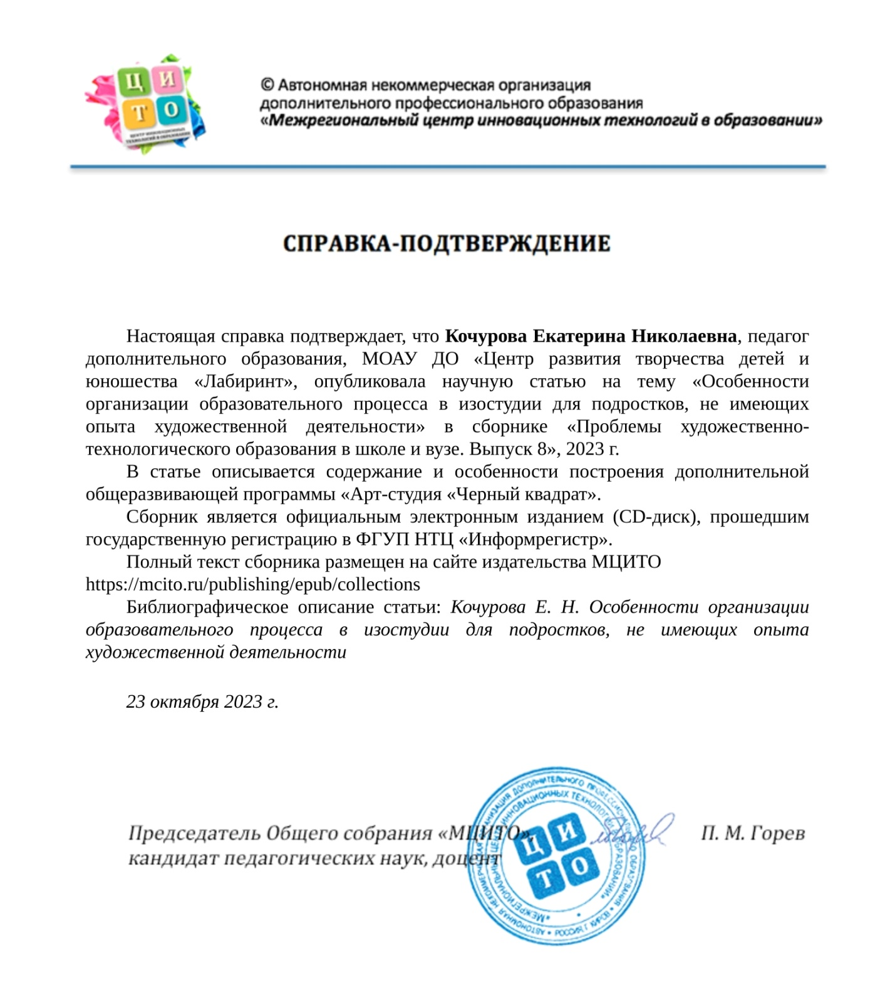 Ц И
Т О
ЦЕНТР ИННОВАЦИОННЫХ
ТЕХНОЛОГИЙ В ОБРАЗОВАНИИ
© Автономная некоммерческая организация
дополнительного профессионального образования
«Межрегиональный центр инновационных технологий в образовании»
СПРАВКА-ПОДТВЕРЖДЕНИЕ
Настоящая справка подтверждает, что Кочурова Екатерина Николаевна, педагог
дополнительного образования, МОАУ ДО «Центр развития творчества детей и
юношества «Лабиринт», опубликовала научную статью на тему «Особенности
организации образовательного процесса в изостудии для подростков, не имеющих
опыта художественной деятельности» в сборнике «Проблемы художественно-
технологического образования в школе и вузе. Выпуск 8», 2023 г.
В статье описывается содержание и особенности построения дополнительной
общеразвивающей программы «Арт-студия «Черный квадрат».
Сборник является официальным электронным изданием (CD-диск), прошедшим
государственную регистрацию в ФГУП НТЦ «Информрегистр».
Полный текст сборника размещен на сайте издательства МЦИТО
https://mcito.ru/publishing/epub/collections
Библиографическое описание статьи: Кочурова Е. Н. Особенности организации
образовательного процесса в изостудии для подростков, не имеющих опыта
художественной деятельности
23 октября 2023 г.
Председатель Общего собрания «МЦИТО»,
кандидат педагогических наук, доцент
П. М. Горев
АВТОНОМНАЯ НЕКОММЕРЧЕСКАЯ ОРГАНИЗАЦИЯ ДОПОЛНИТЕЛЬНОГО ПРОФЕССИОНАЛЬНОГО ОБРАЗОВАНИЯ • РОССИЯ, Г. КИРОВ •
«МЕЖРЕГИОНАЛЬНЫЙ ЦЕНТР ИННОВАЦИОННЫХ ТЕХНОЛОГИЙ В ОБРАЗОВАНИИ»
Ц И
Т О